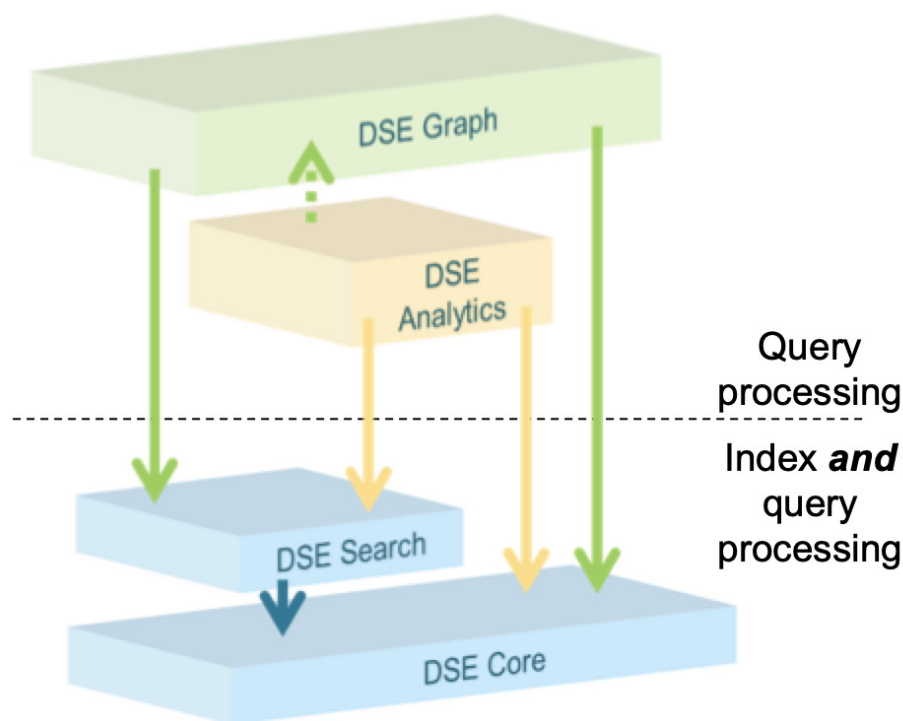 DSE Graph
DSE
Analytics
Query
processing
Index and
query
processing
DSE Search
DSE Core